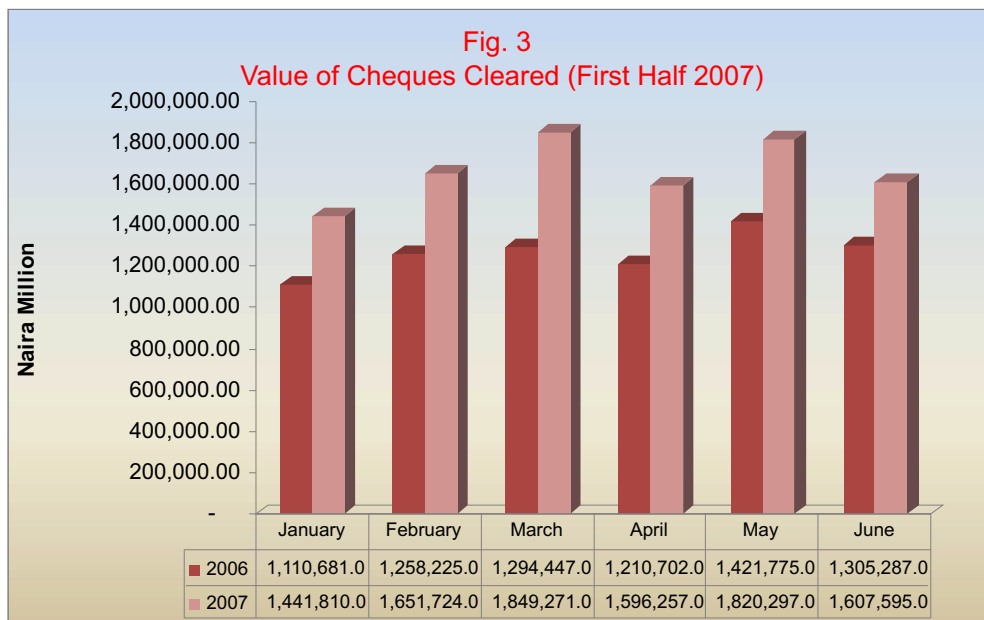 Fig. 3
Value of Cheques Cleared (First Half 2007)
Naira Million
2,000,000.00
1,800,000.00
1,600,000.00
1,400,000.00
1,200,000.00
1,000,000.00
800,000.00
600,000.00
400,000.00
200,000.00
-
January February March April May June
2006 1,110,681.0 1,258,225.0 1,294,447.0 1,210,702.0 1,421,775.0 1,305,287.0
2007 1,441,810.0 1,651,724.0 1,849,271.0 1,596,257.0 1,820,297.0 1,607,595.0